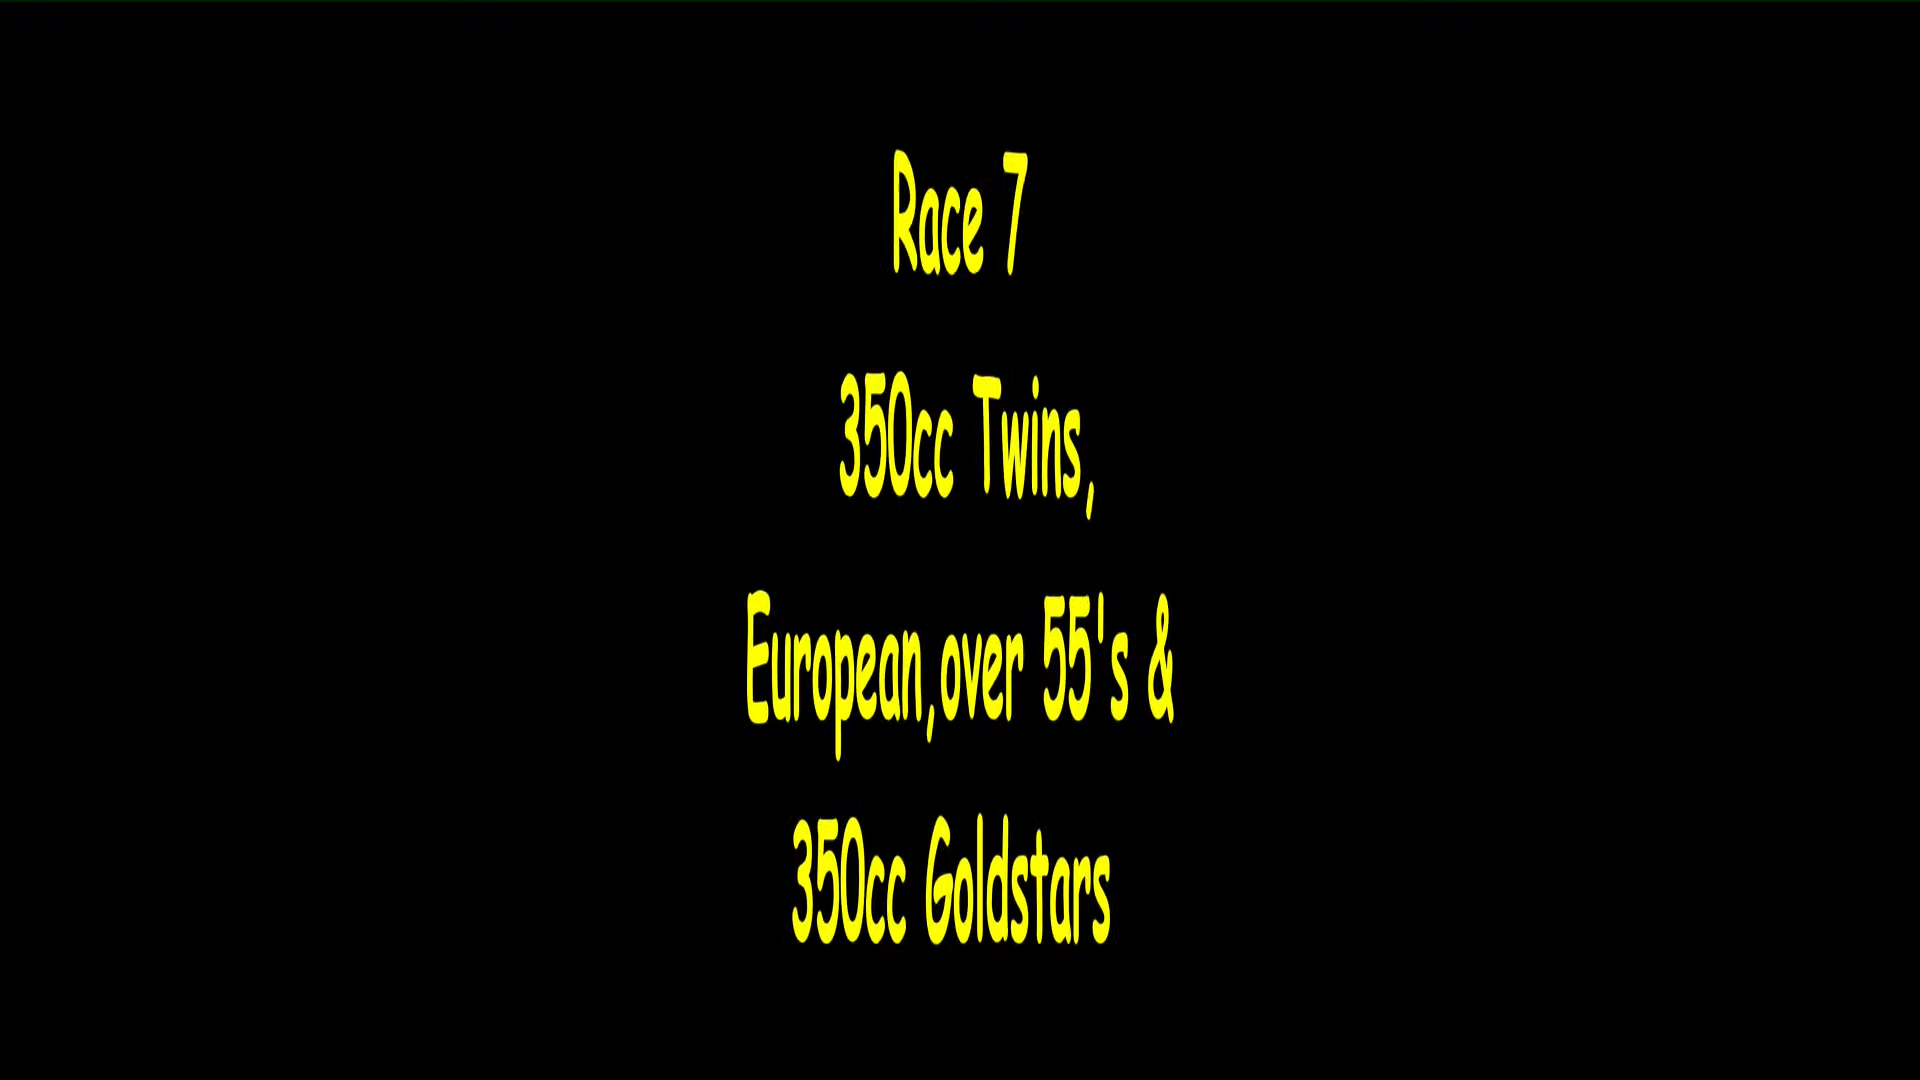 Race 7
350cc Twins,
European,over 55's &
350cc Goldstars